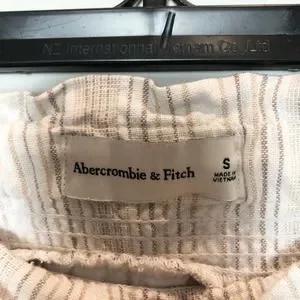 NZ International Vietnam Co.,Ltd
Abercrombie & Fitch
S
MADE IN
VIETNAM